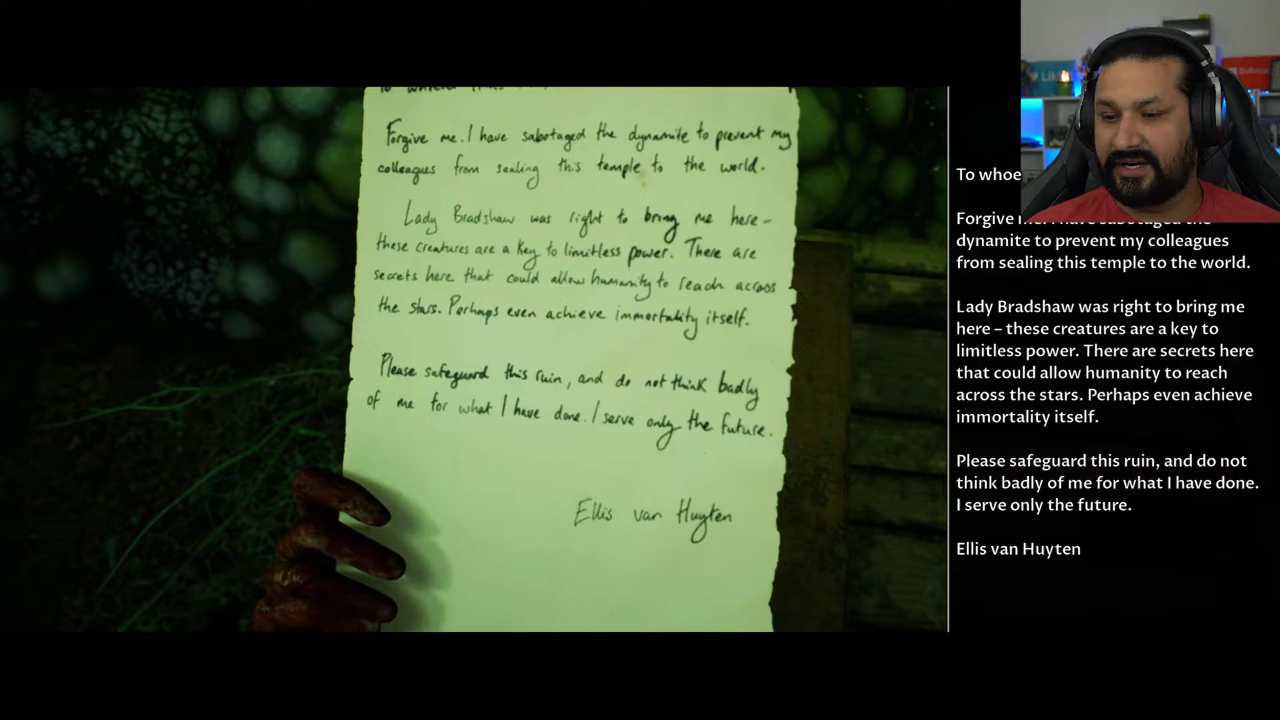 Forgive me. I have sabotaged the dynamite to prevent my
colleagues from sealing this temple to the world.
Lady Bradshaw was right to bring me here –
these creatures are a key to limitless power. There are
secrets here that could allow humanity to reach across
the stars. Perhaps even achieve immortality itself.
Please safeguard this ruin, and do not think badly
of me for what I have done. I serve only the future.
Ellis van Huyten
To whoe
Forgive me. I have sabotaged the
dynamite to prevent my colleagues
from sealing this temple to the world.
Lady Bradshaw was right to bring me
here – these creatures are a key to
limitless power. There are secrets here
that could allow humanity to reach
across the stars. Perhaps even achieve
immortality itself.
Please safeguard this ruin, and do not
think badly of me for what I have done.
I serve only the future.
Ellis van Huyten